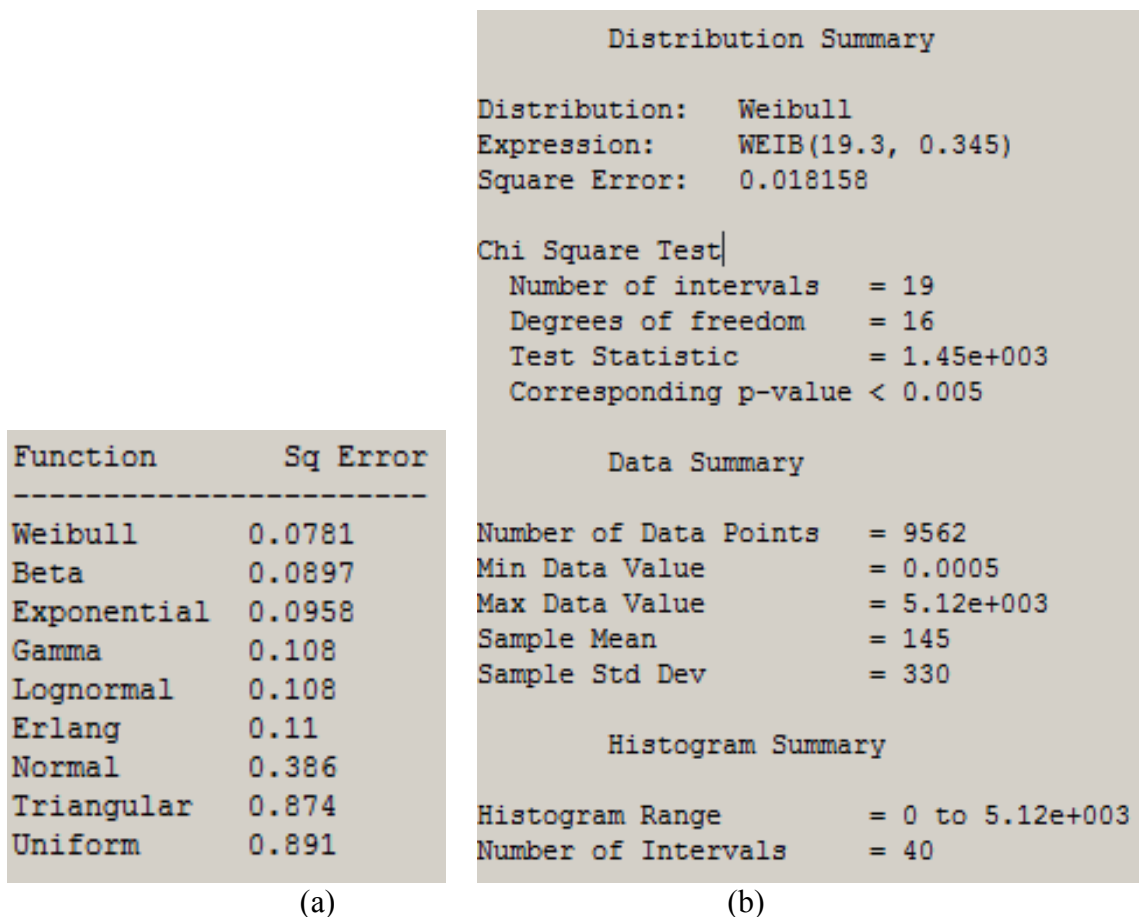 Function Sq Error
-----------------------
Weibull 0.0781
Beta 0.0897
Exponential 0.0958
Gamma 0.108
Lognormal 0.108
Erlang 0.11
Normal 0.386
Triangular 0.874
Uniform 0.891
(a)
Distribution Summary
Distribution: Weibull
Expression: WEIB(19.3, 0.345)
Square Error: 0.018158
Chi Square Test
Number of intervals = 19
Degrees of freedom = 16
Test Statistic = 1.45e+003
Corresponding p-value < 0.005
Data Summary
Number of Data Points = 9562
Min Data Value = 0.0005
Max Data Value = 5.12e+003
Sample Mean = 145
Sample Std Dev = 330
Histogram Summary
Histogram Range = 0 to 5.12e+003
Number of Intervals = 40
(b)